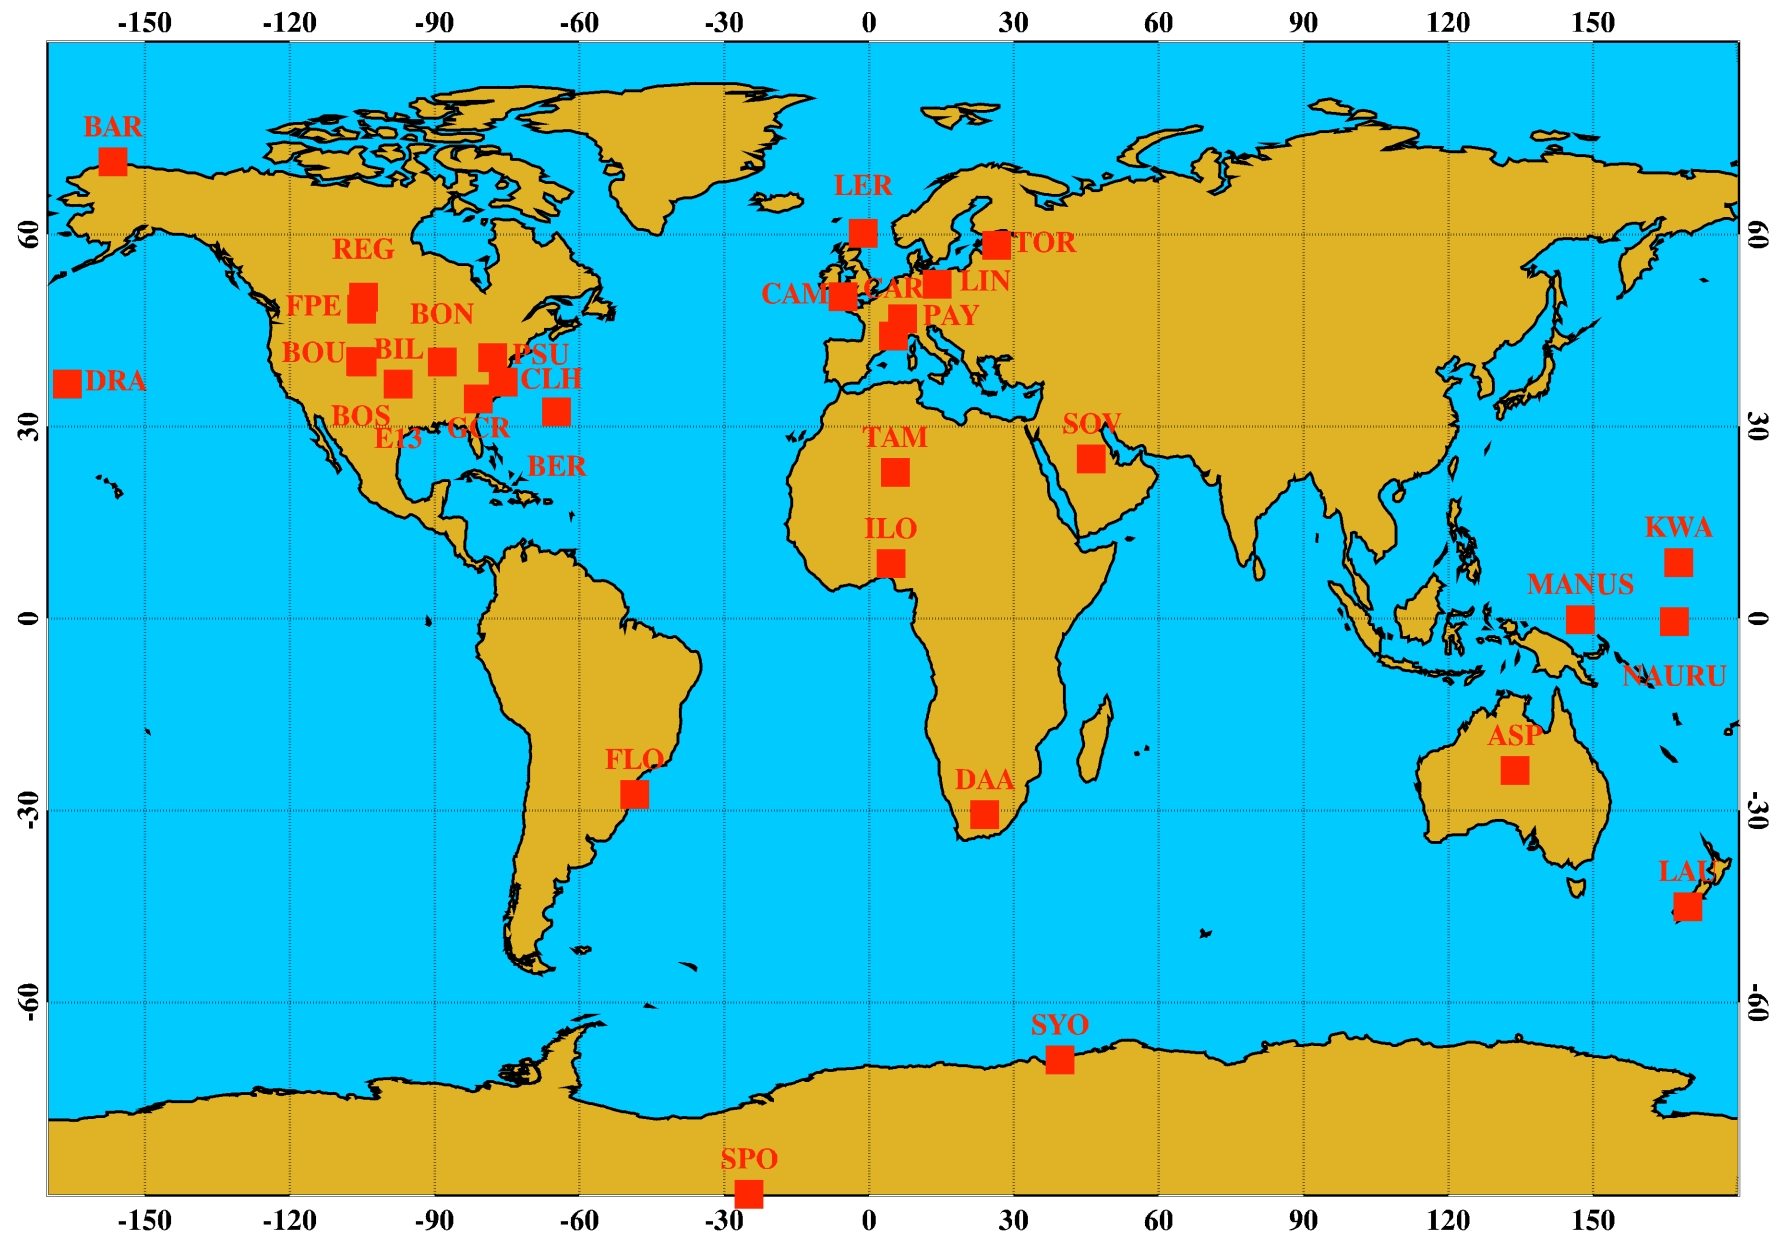 -150 -120 -90 -60 -30 0 30 60 90 120 150
BAR
LER
60 60
REG TOR
CAM CAR LIN
FPE BON PAY
BOU BIL PSU
DRA CLH
BOS GCR SOV
30 E13 TAM 30
BER
ILO KWA
MANUS
0 0
NAURU
FLO ASP
DAA
-30 -30
LAU
-60 -60
SYO
SPO
-150 -120 -90 -60 -30 0 30 60 90 120 150